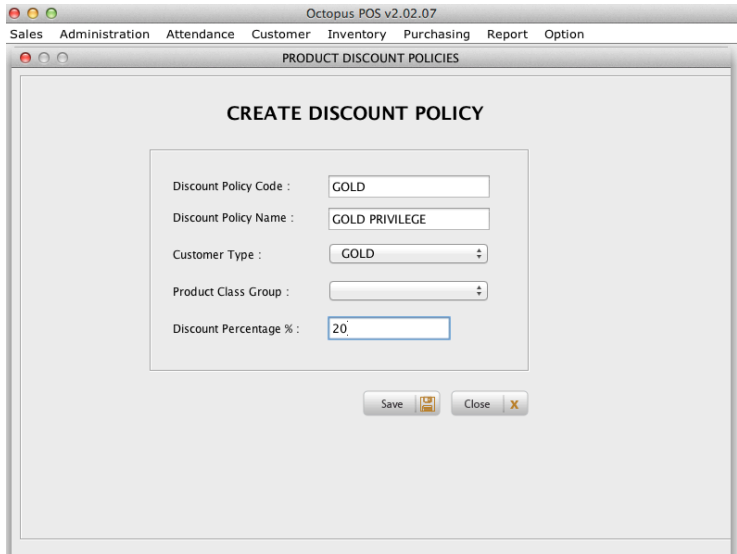 Octopus POS v2.02.07
Sales Administration Attendance Customer Inventory Purchasing Report Option
PRODUCT DISCOUNT POLICIES
CREATE DISCOUNT POLICY
Discount Policy Code : GOLD
Discount Policy Name : GOLD PRIVILEGE
Customer Type : GOLD
Product Class Group :
Discount Percentage % : 20
Save Close X